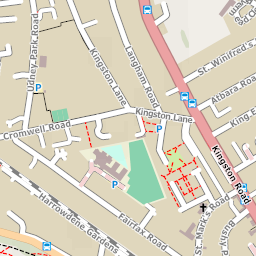 Udney Park Road
Kingston Lane
Langham Road
St. Winifred's
Atbara Road
King E
Kingston Lane
Cromwell Road
P
P
Kingston Road
Harrowdene Gardens
Fairfax Road
P
St. Mark's Road